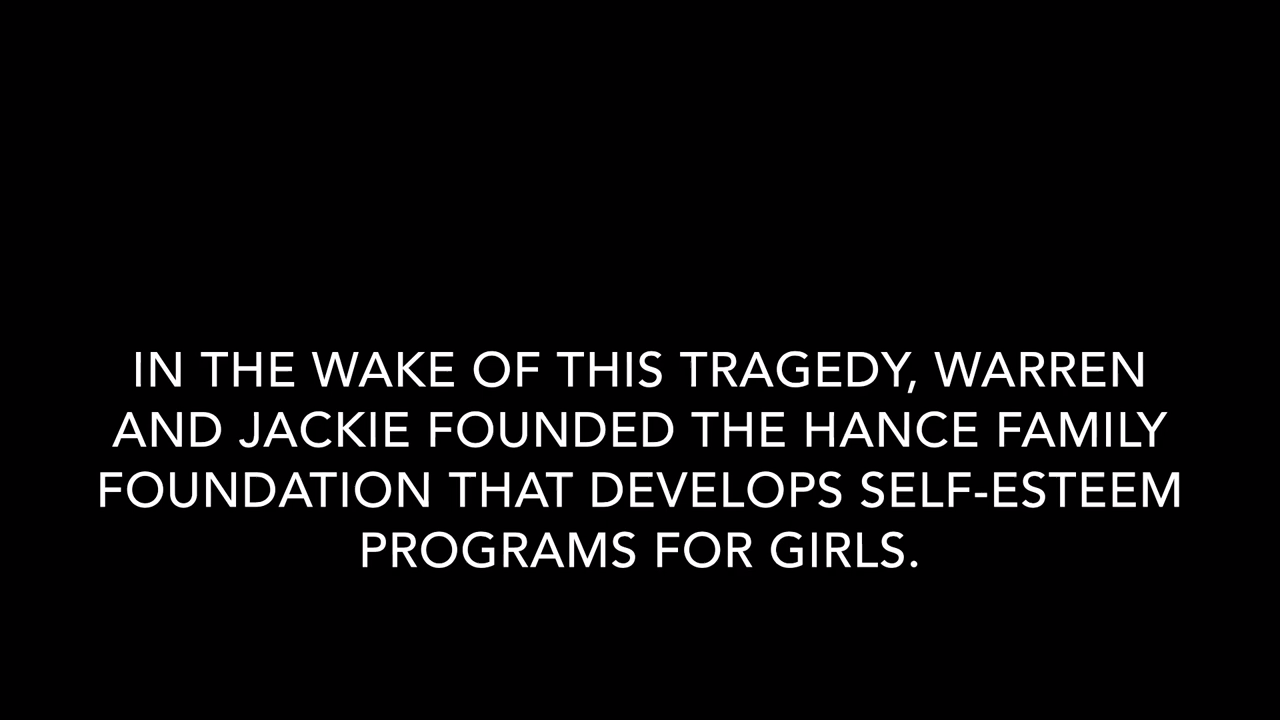 IN THE WAKE OF THIS TRAGEDY, WARREN
AND JACKIE FOUNDED THE HANCE FAMILY
FOUNDATION THAT DEVELOPS SELF-ESTEEM
PROGRAMS FOR GIRLS.